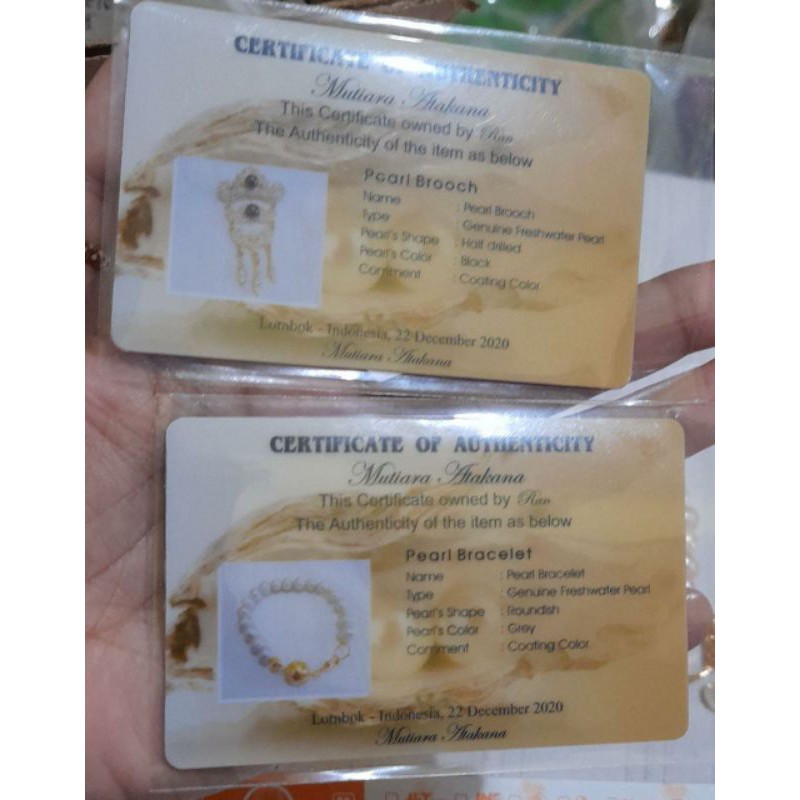 CERTIFICATE OF AUTHENTICITY
Mutiara Atakana
This Certificate owned by Ran
The Authenticity of the item as below
Pearl Brooch
Name : Pearl Brooch
Type : Genuine Freshwater Pearl
Pearl's Shape : Half drilled
Pearl's Color : Black
Comment : Coating Color
Lombok - Indonesia, 22 December 2020
Mutiara Atakana
CERTIFICATE OF AUTHENTICITY
Mutiara Atakana
This Certificate owned by Ran
The Authenticity of the item as below
Pearl Bracelet
Name : Pearl Bracelet
Type : Genuine Freshwater Pearl
Pearl's Shape : Roundish
Pearl's Color : Grey
Comment : Coating Color
Lombok - Indonesia, 22 December 2020
Mutiara Atakana